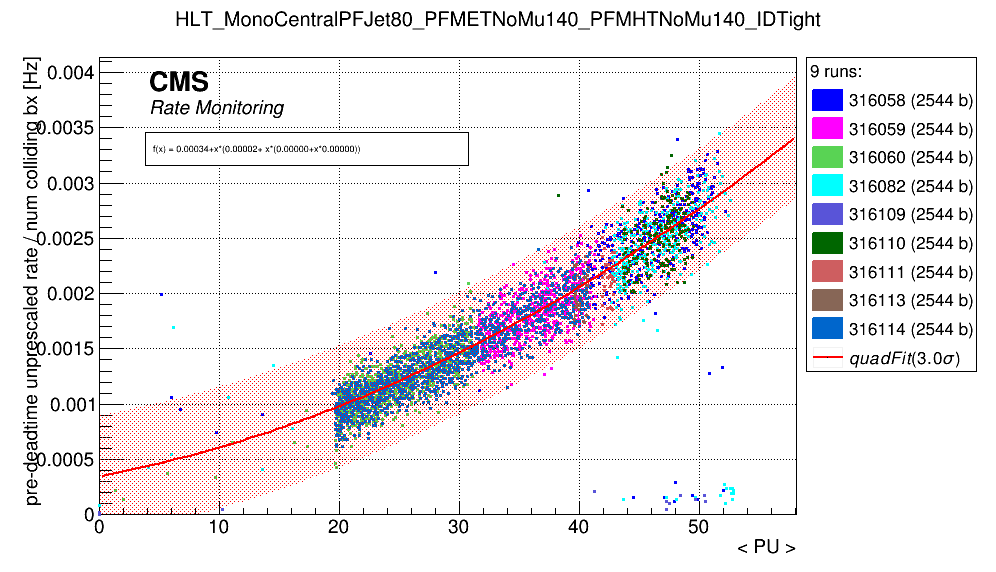 HLT_MonoCentralPFJet80_PFMETNoMu140_PFMHTNoMu140_IDTight
pre-deadtime unprescaled rate / num colliding bx [Hz]
0.004
0.0035
0.003
0.0025
0.002
0.0015
0.001
0.0005
0
CMS
Rate Monitoring
f(x) = 0.00034+x*(0.00002+ x*(0.00000+x*0.00000))
0 10 20 30 40 50
< PU >
9 runs:
316058 (2544 b)
316059 (2544 b)
316060 (2544 b)
316082 (2544 b)
316109 (2544 b)
316110 (2544 b)
316111 (2544 b)
316113 (2544 b)
316114 (2544 b)
quadFit(3.0σ)